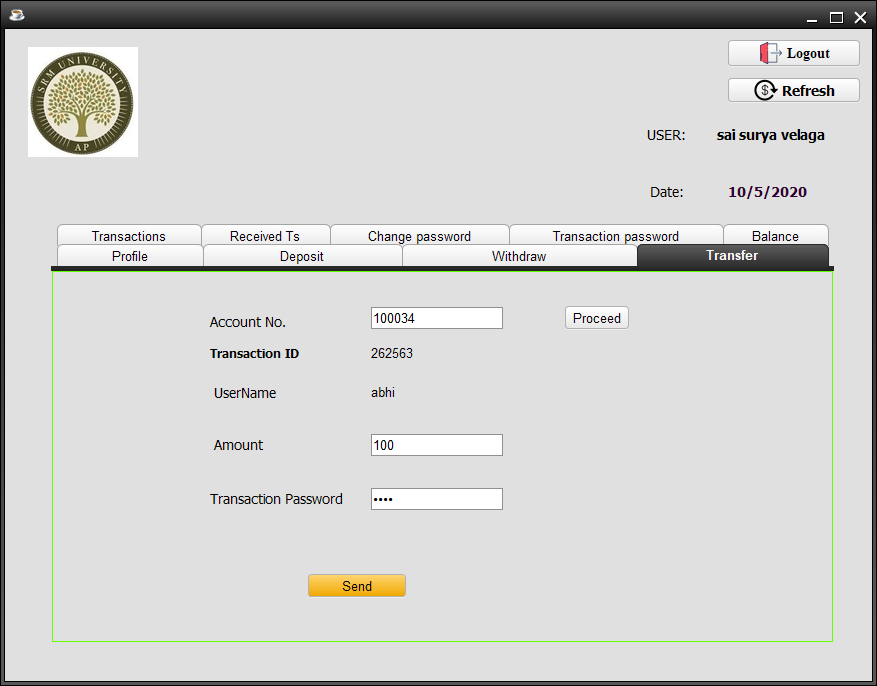 SRM UNIVERSITY
AP
Logout
Refresh
USER: sai surya velaga
Date: 10/5/2020
Transactions Received Ts Change password Transaction password Balance
Profile Deposit Withdraw Transfer
Account No. 100034 Proceed
Transaction ID 262563
UserName abhi
Amount 100
Transaction Password ••••
Send